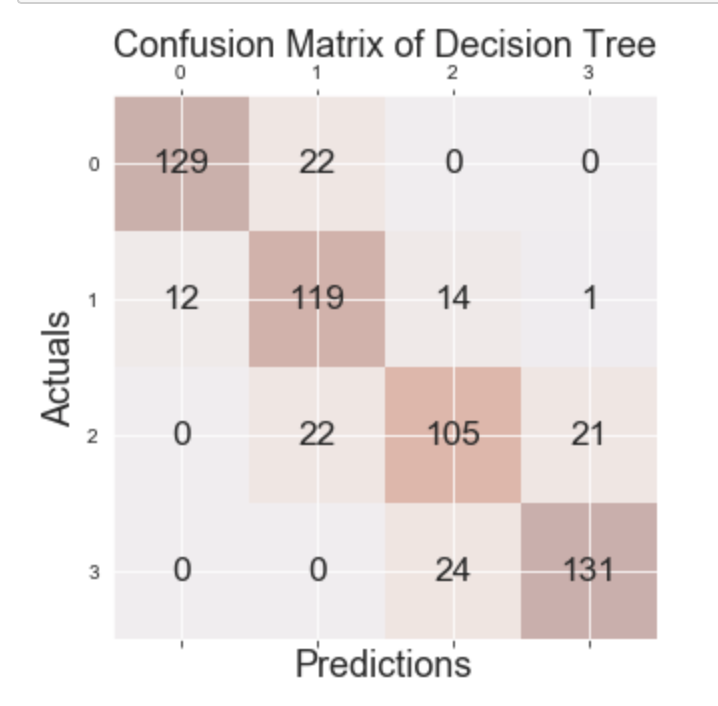 Confusion Matrix of Decision Tree
0 1 2 3
0 129 22 0 0
1 12 119 14 1
Actuals
2 0 22 105 21
3 0 0 24 131
Predictions